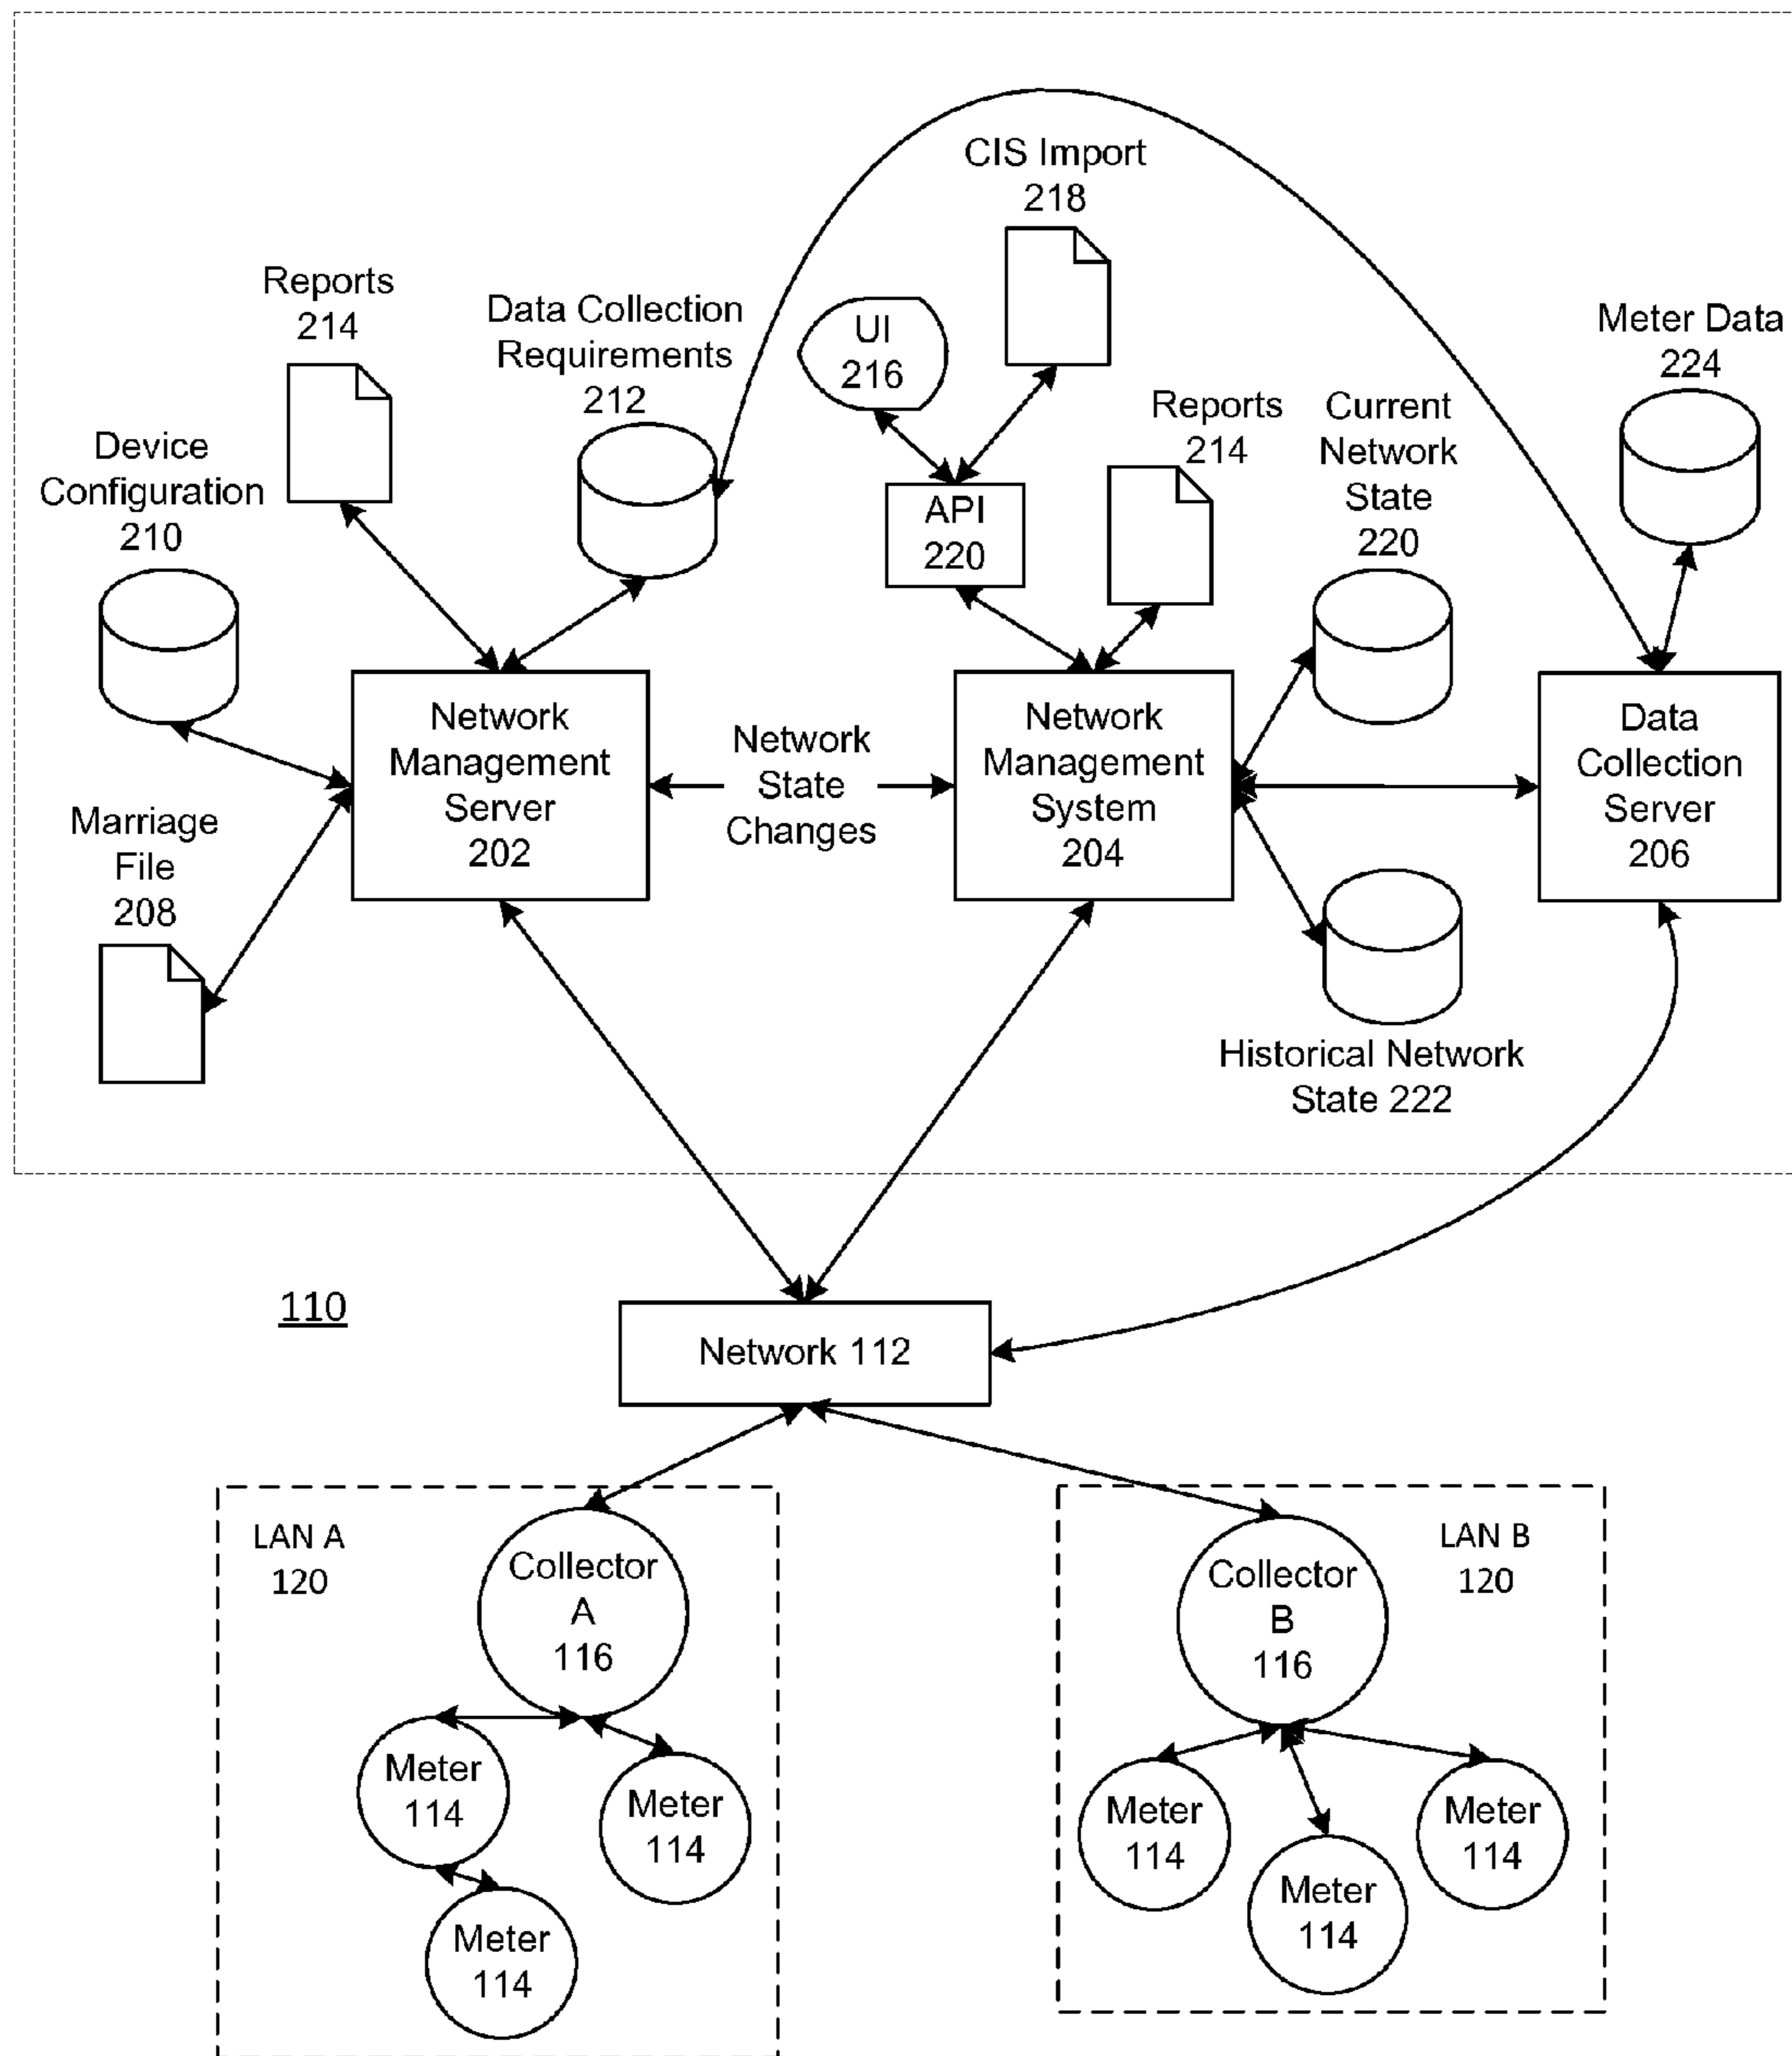 CIS Import
218
Reports
214
Data Collection
Requirements
212
UI
216
Meter Data
224
Device
Configuration
210
API
220
Reports
214
Current
Network
State
220
Marriage
File
208
Network
Management
Server
202
Network
State
Changes
Network
Management
System
204
Data
Collection
Server
206
Historical Network
State 222
110
Network 112
LAN A
120
Collector
A
116
Meter
114
Meter
114
Meter
114
LAN B
120
Collector
B
116
Meter
114
Meter
114
Meter
114